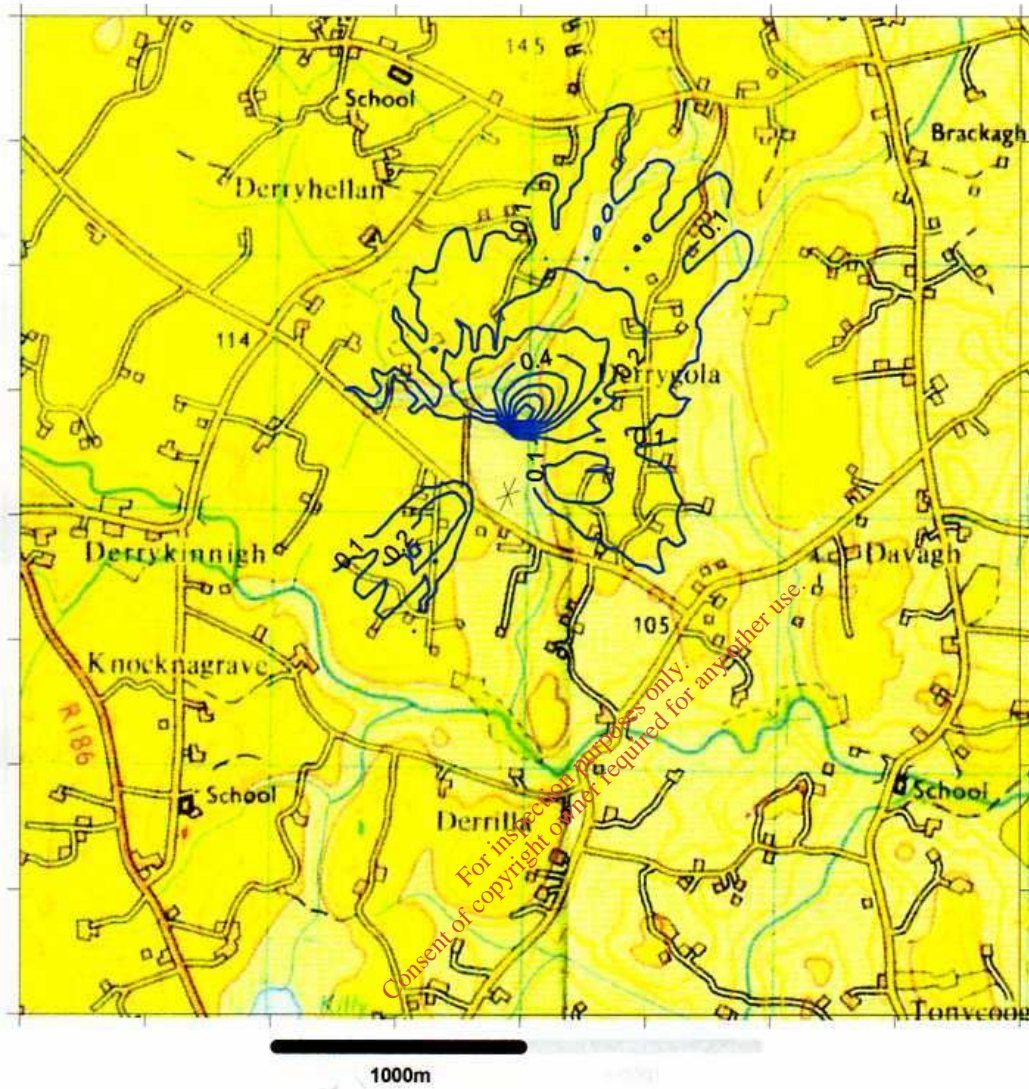 145
School
Brackagh
Derryhellan
0.1
0.1
114
0.4
0.2
Derrygola
0.1
0.1
0.1
0.2
Derrykinnigh
Davagh
105
Knocknagrave
R186
School
School
Derrilla
For inspection purposes only.
Consent of copyright owner required for any other use.
Tonycoog
1000m